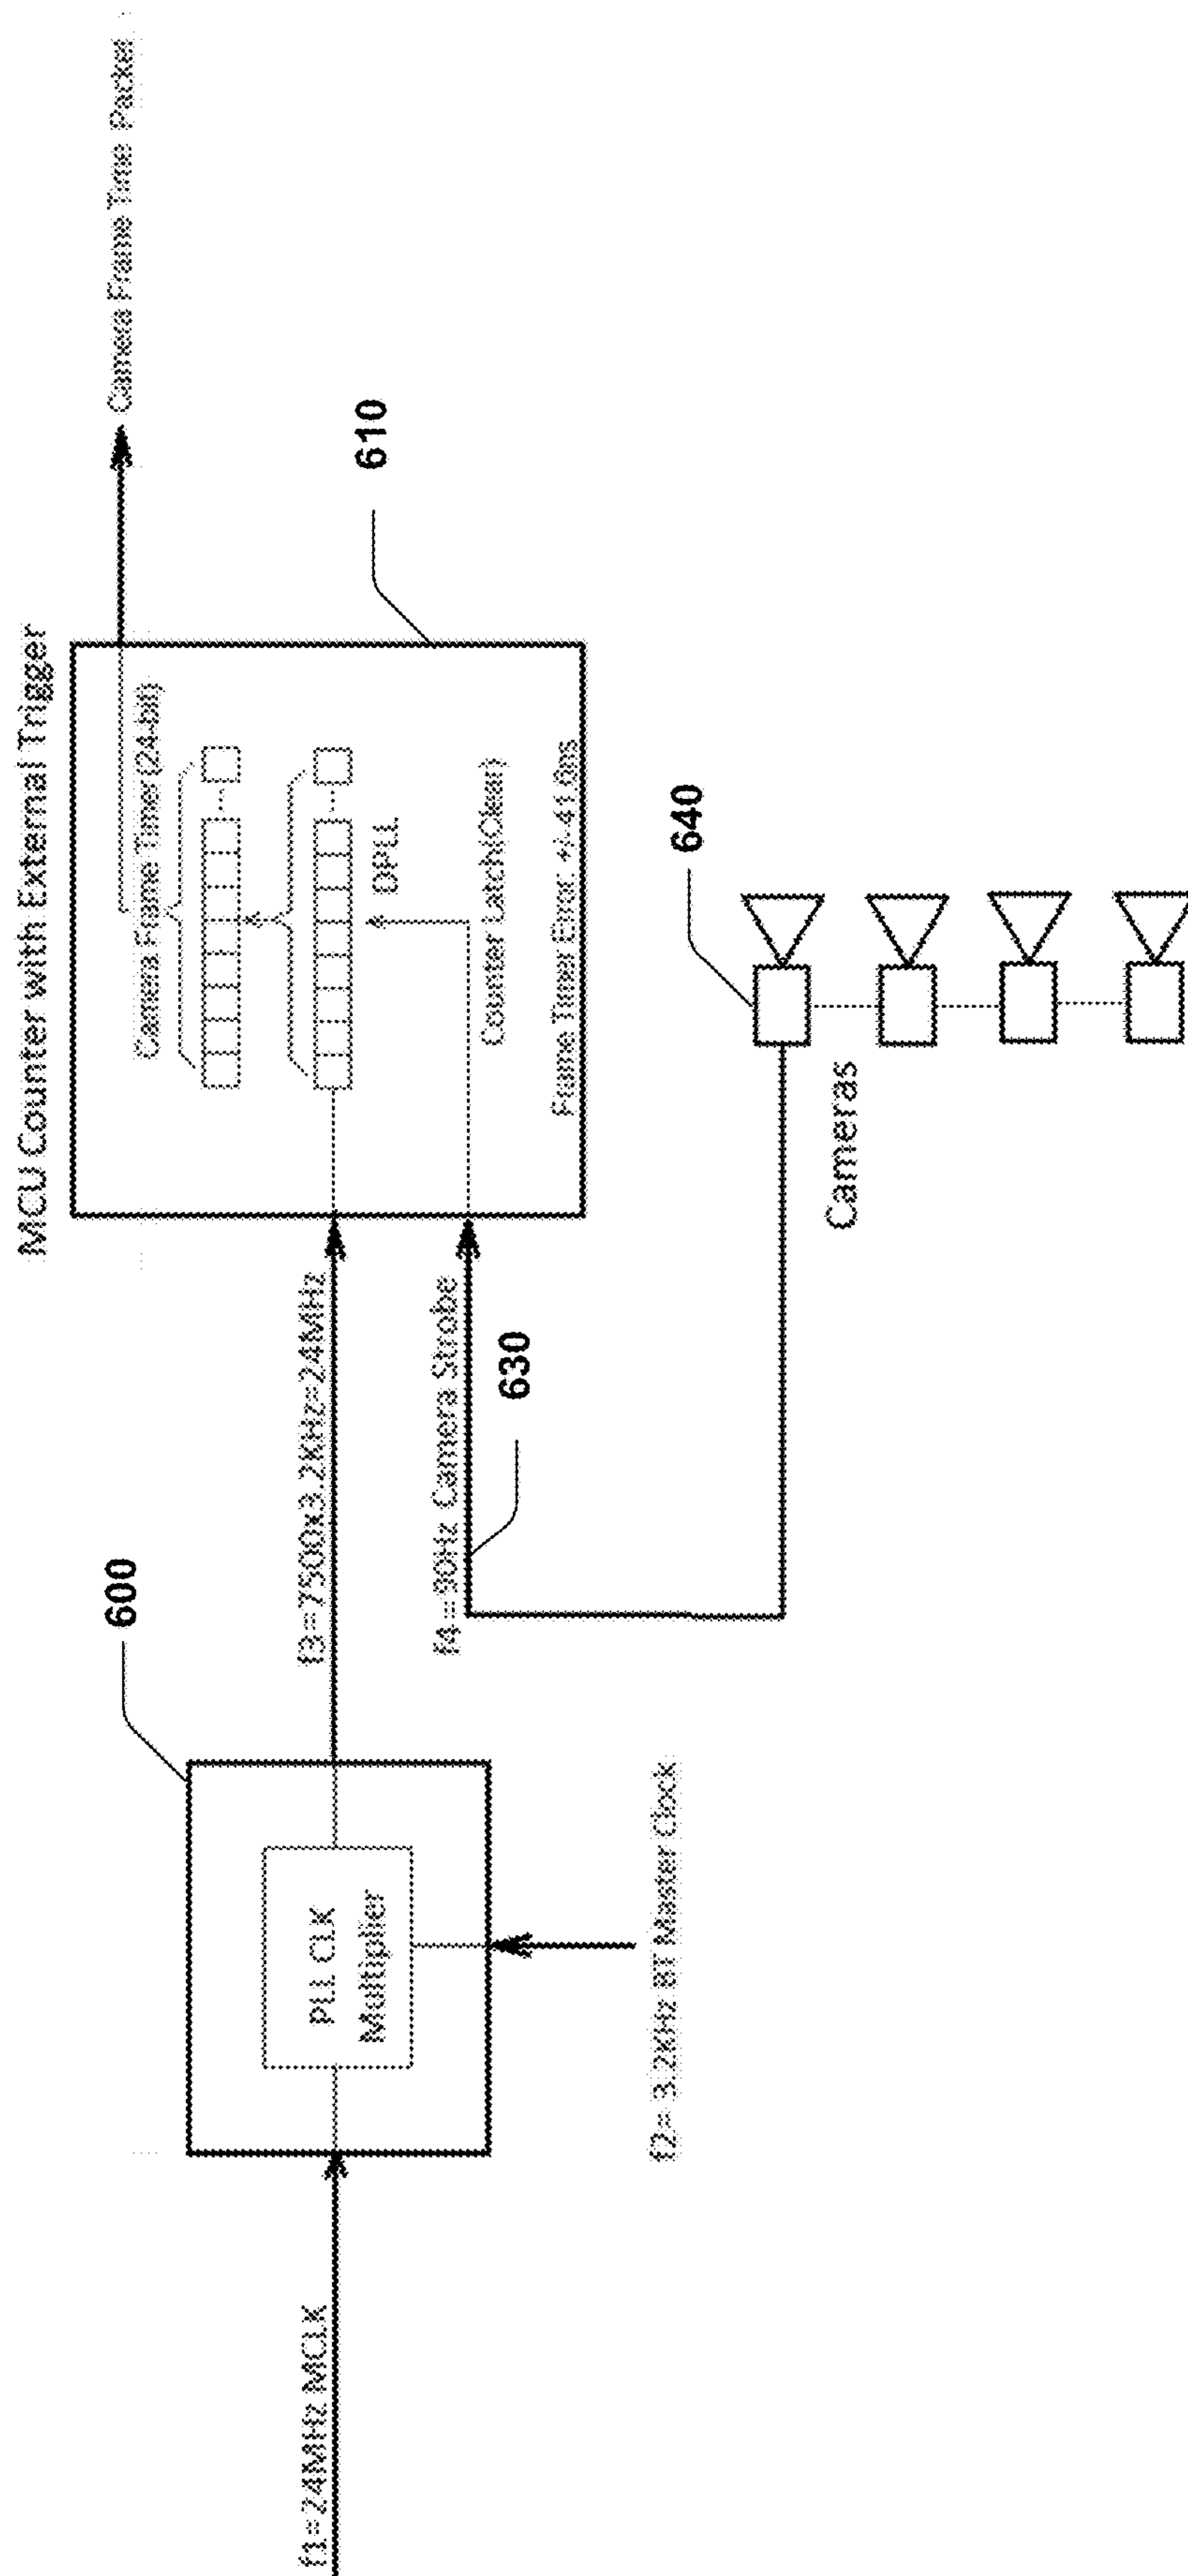 MCU Counter with External Trigger
Camera Frame Time Packet
Camera Frame Timer (24-bit)
610
DPLL
Counter Latch(Clear)
Frame Timer Error: +/-41.6ns
600
f3=7500x3.2KHz=24MHz
f4=90Hz Camera Strobe
630
PLL CLK
Multiplier
f1=24MHz MCLK
f2= 3.2KHz BT Master Clock
640
Cameras